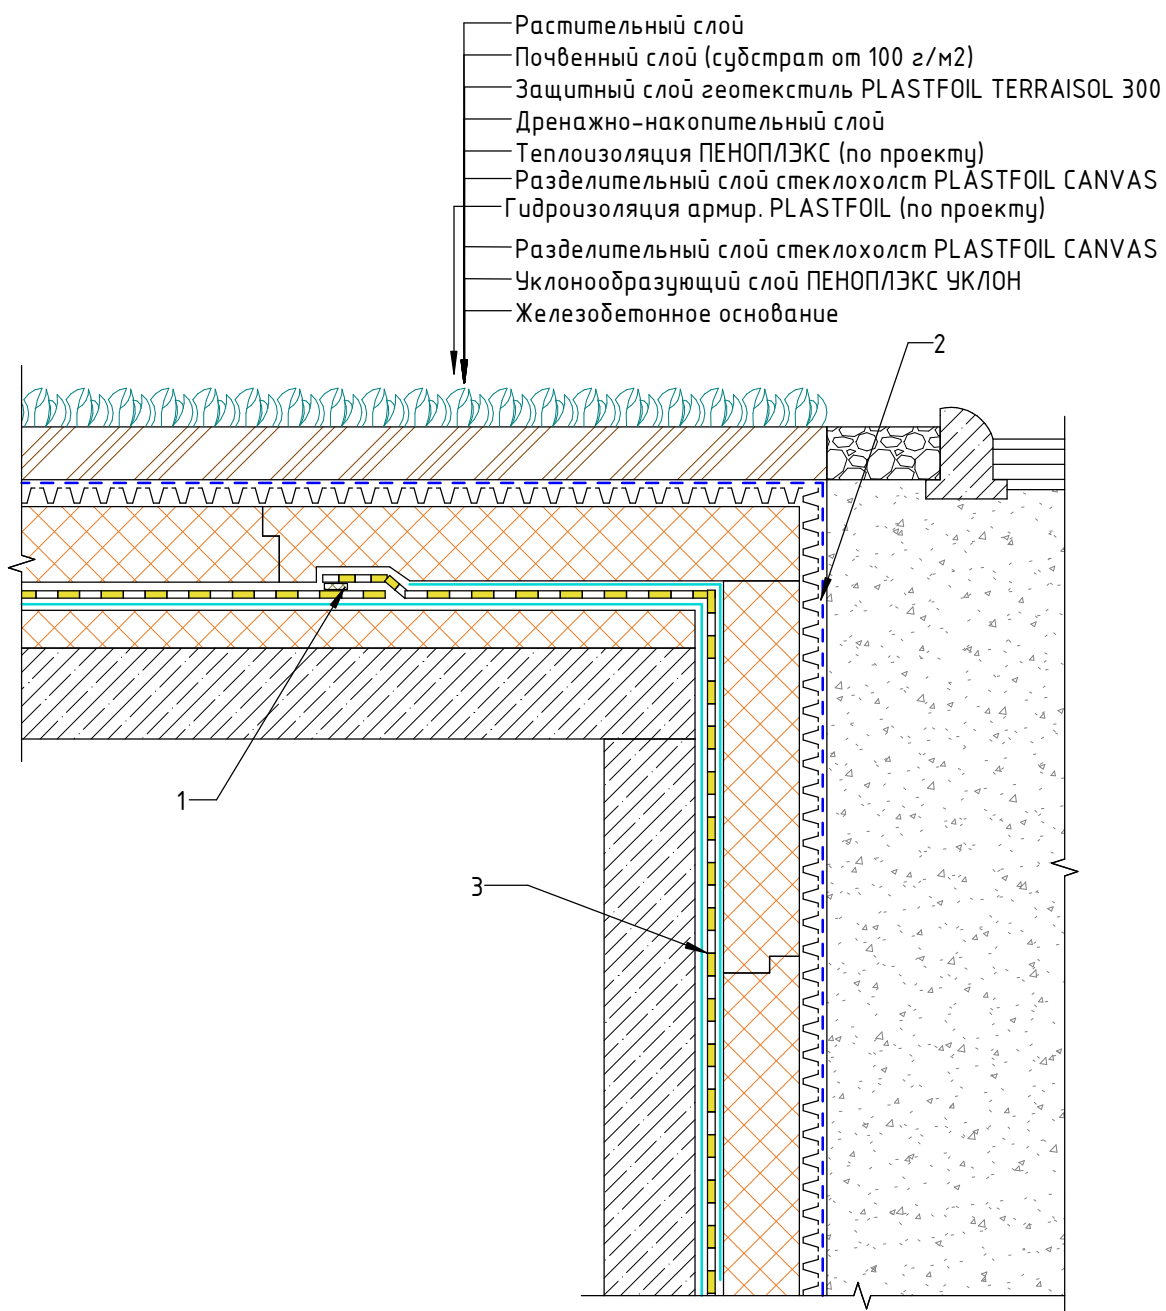 Растительный слой
Почвенный слой (субстрат от 100 г/м2)
Защитный слой геотекстиль PLASTFOIL TERRAISOL 300
Дренажно-накопительный слой
Теплоизоляция ПЕНОПЛЭКС (по проекту)
Разделительный слой стеклохолст PLASTFOIL CANVAS
Гидроизоляция армир. PLASTFOIL (по проекту)
Разделительный слой стеклохолст PLASTFOIL CANVAS
Уклонообразующий слой ПЕНОПЛЭКС УКЛОН
Железобетонное основание
2
1
3